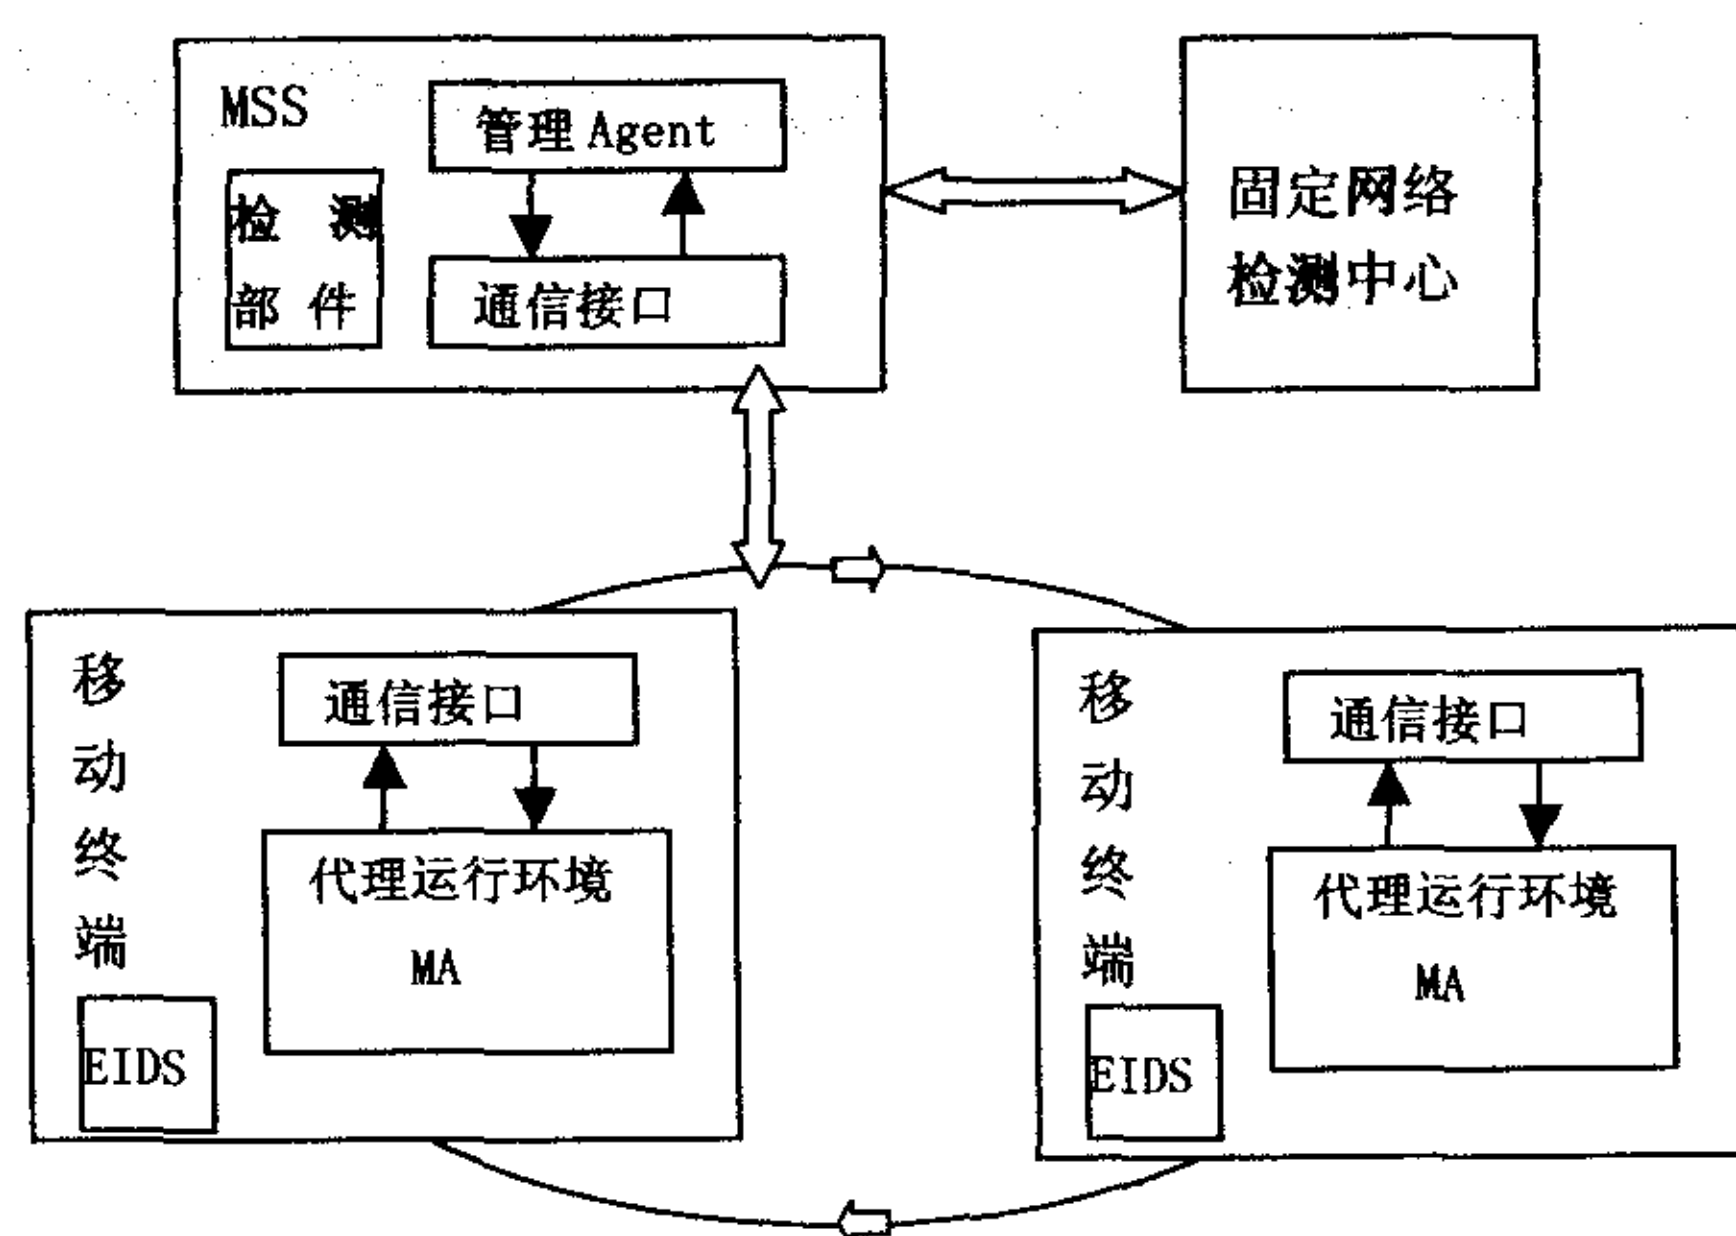 MSS
管理 Agent
检 测
部 件
通信接口
固定网络
检测中心
移
动
终
端
通信接口
代理运行环境
MA
EIDS
移
动
终
端
通信接口
代理运行环境
MA
EIDS